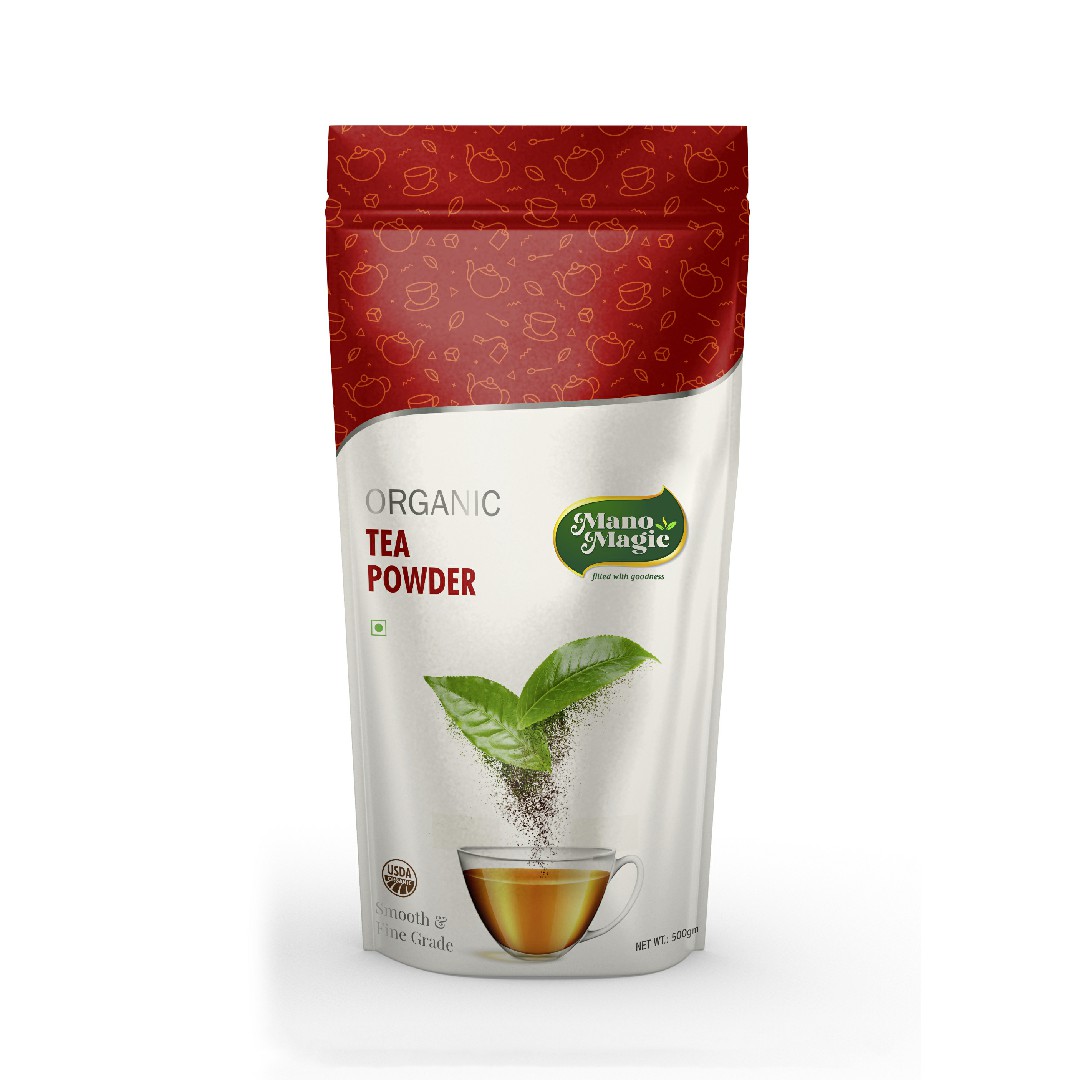 ORGANIC
TEA
POWDER
Mano
Magic
filled with goodness
USDA
ORGANIC
Smooth &
Fine Grade
NET WT.: 500gm